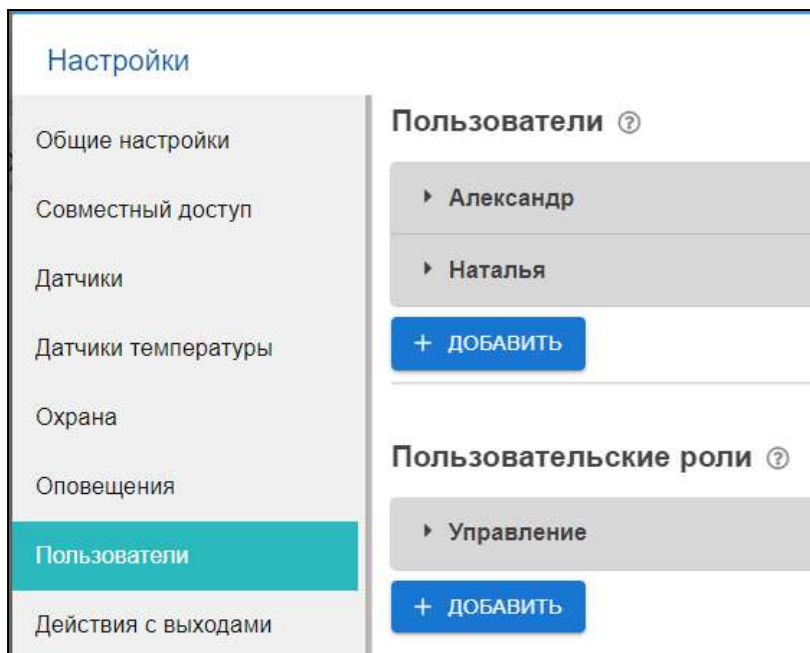 Настройки
Общие настройки
Совместный доступ
Датчики
Датчики температуры
Охрана
Оповещения
Пользователи
Действия с выходами
Пользователи ?
Александр
Наталья
+ ДОБАВИТЬ
Пользовательские роли ?
Управление
+ ДОБАВИТЬ